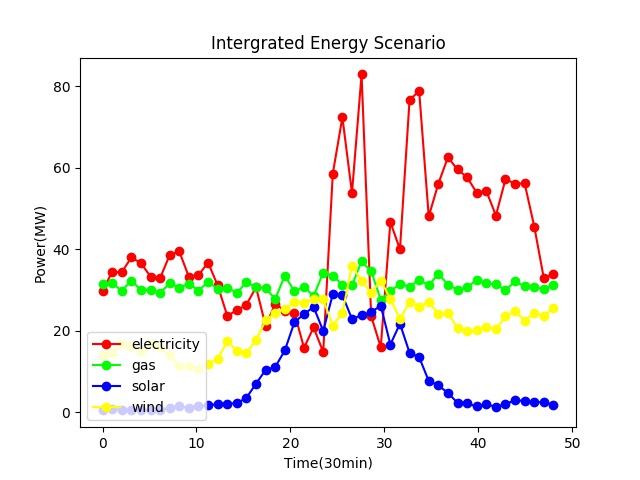 Intergrated Energy Scenario
Power(MW)
80
60
40
20
0
electricity
gas
solar
wind
0 10 20 30 40 50
Time(30min)